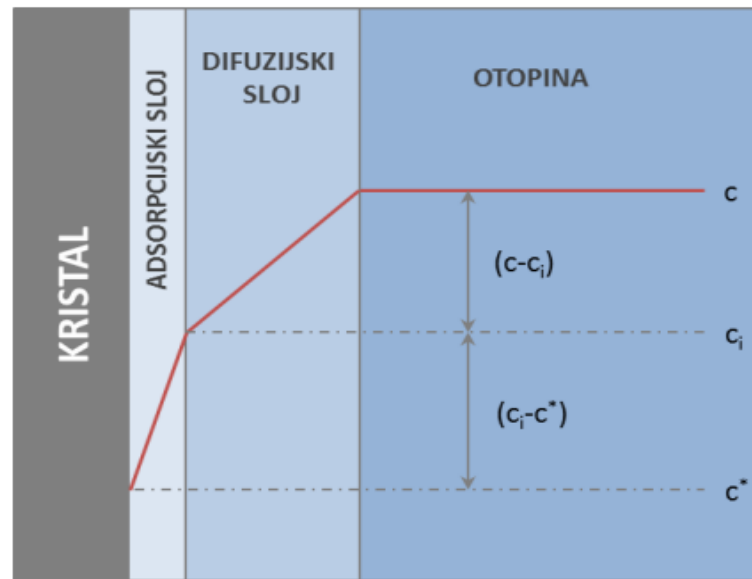 KRISTAL
ADSORPCIJSKI SLOJ
DIFUZIJSKI
SLOJ
OTOPINA
c
(c-cᵢ)
cᵢ
(cᵢ-c*)
c*